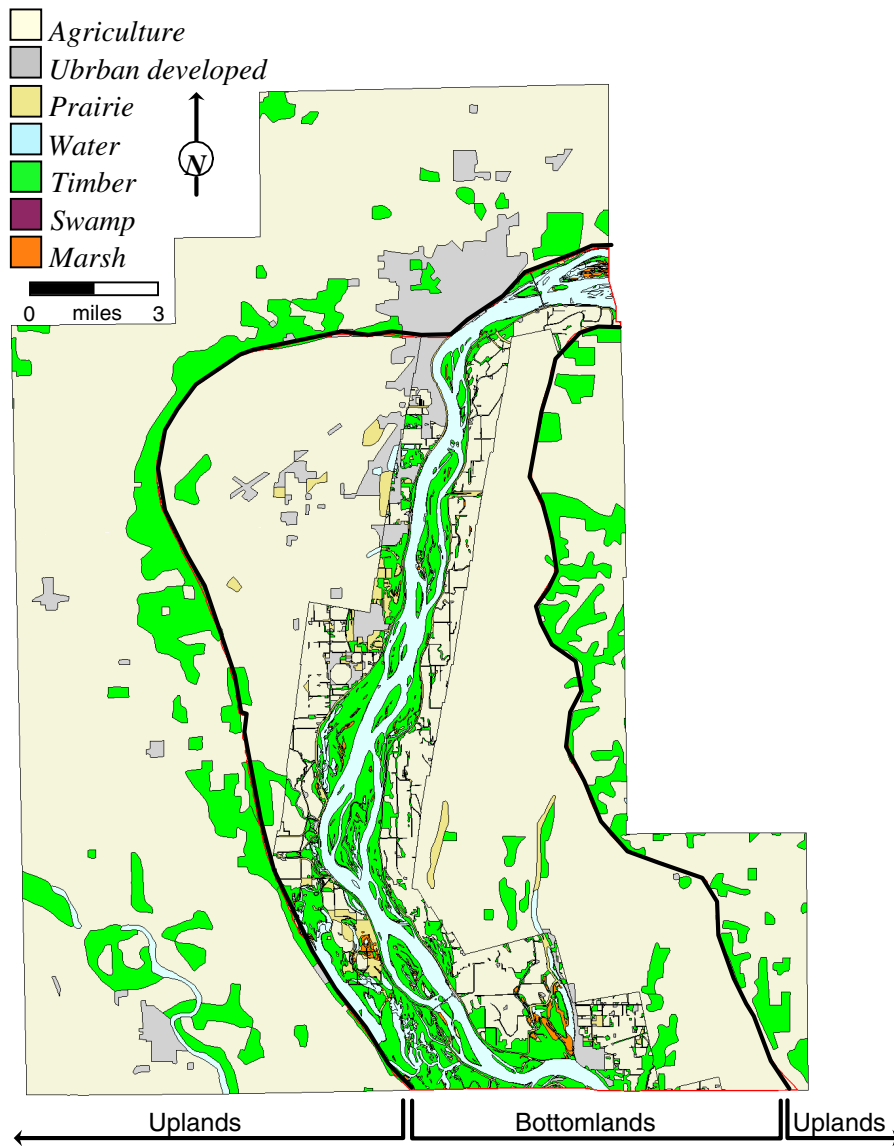 Agriculture
Ubrban developed
Prairie
Water
Timber
Swamp
Marsh
N
0 miles 3
Uplands Bottomlands Uplands